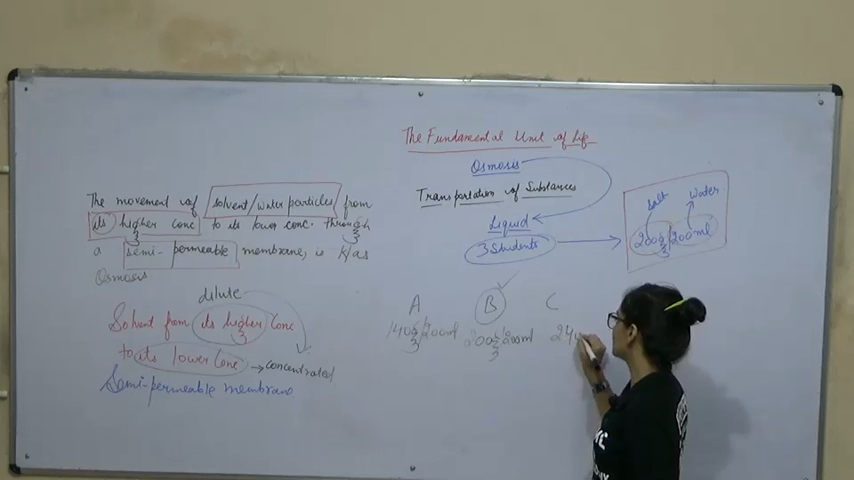 The Fundamental Unit of Life
Osmosis
Transportation of Substances
Liquid
3 Students
Salt Water
200g/200ml
The movement of solvent/water particles from
its higher conc to its lower conc. through
a semi-permeable membrane, is k/as
Osmosis
dilute
Solvent from its higher conc
to its lower conc → concentrated
Semi-permeable membrane
A B C
140g/200ml 200g/200ml 24